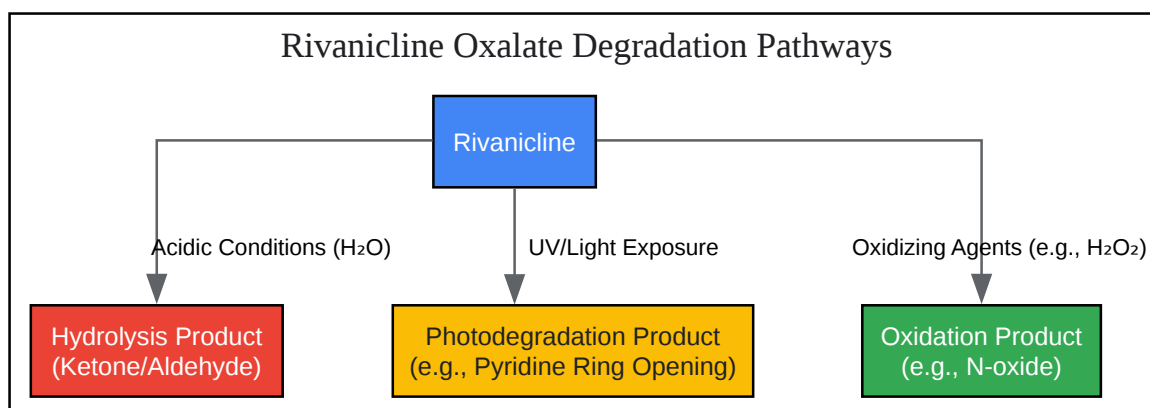 Rivanicline Oxalate Degradation Pathways
Rivanicline
Acidic Conditions (H₂O)
UV/Light Exposure
Oxidizing Agents (e.g., H₂O₂)
Hydrolysis Product
(Ketone/Aldehyde)
Photodegradation Product
(e.g., Pyridine Ring Opening)
Oxidation Product
(e.g., N-oxide)